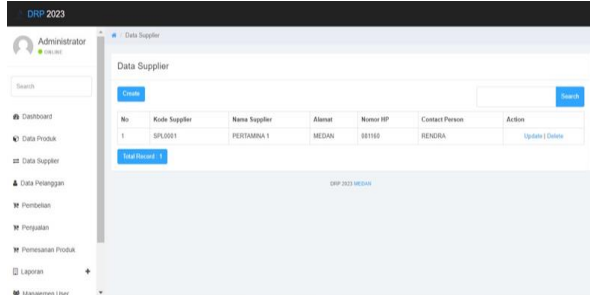 DRP 2023
Administrator
ONLINE
Search
Dashboard
Data Produk
Data Supplier
Data Pelanggan
Pembelian
Penjualan
Pemesanan Produk
Laporan
Manajemen User
/ Data Supplier
Data Supplier
Create
Search
No Kode Supplier Nama Supplier Alamat Nomor HP Contact Person Action
1 SPL0001 PERTAMINA 1 MEDAN 081160 RENDRA Update | Delete
Total Record : 1
DRP 2023 MEDAN